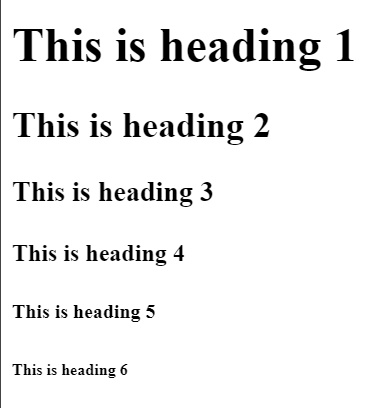 This is heading 1
This is heading 2
This is heading 3
This is heading 4
This is heading 5
This is heading 6